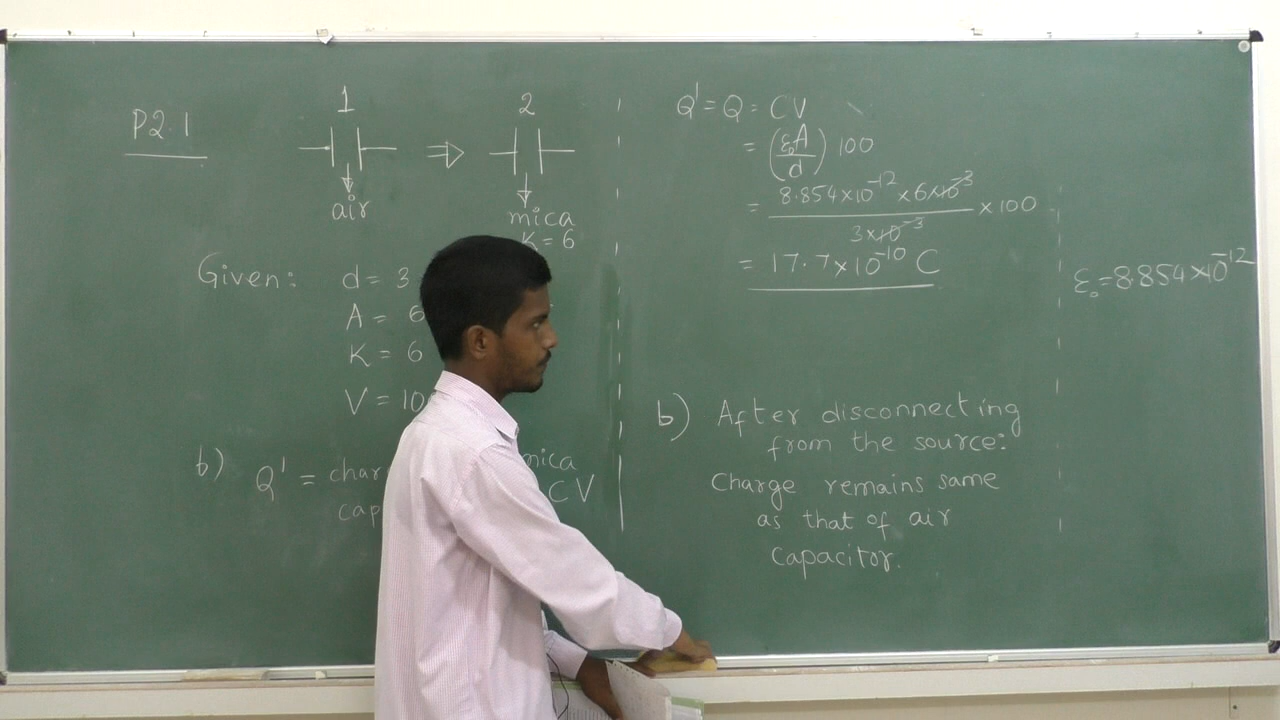 P2.1
1
2
air
mica
K = 6
Given: d = 3
A = 6
K = 6
V = 10
b) Q' = char mica
cap CV
Q' = Q = CV
= (ε₀A/d) 100
= 8.854×10⁻¹² × 6×10⁻³ / 3×10⁻³ ×100
= 17.7×10⁻¹⁰ C
b) After disconnecting
from the source:
Charge remains same
as that of air
capacitor.
ε₀=8.854×10⁻¹²